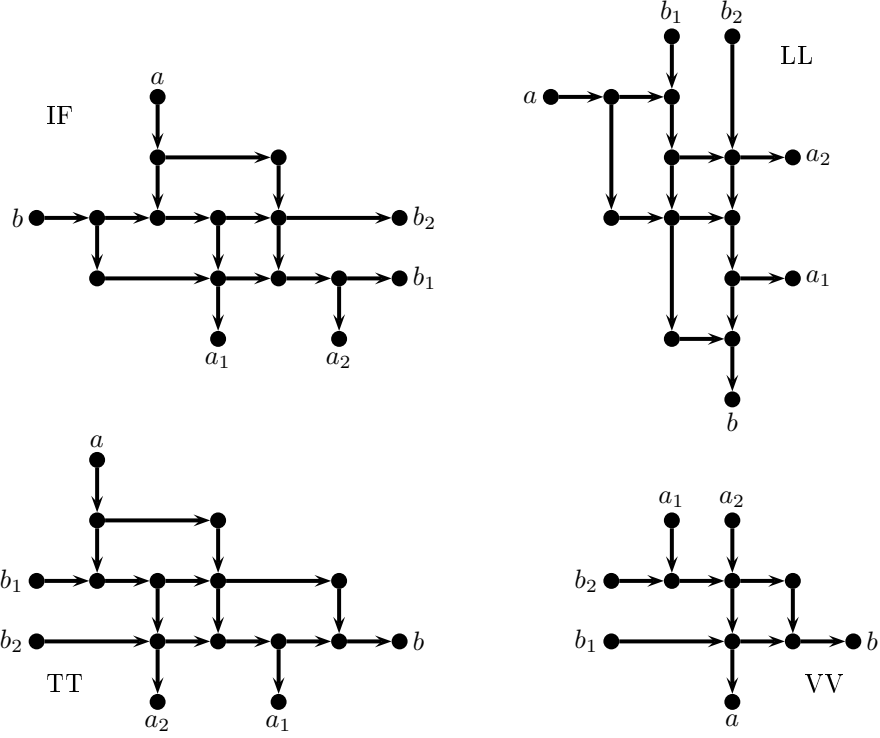 b₁ b₂
LL
a
IF
a
a₂
b b₂
b₁ a₁
a₁ a₂
b
a
a₁ a₂
b₁ b₂
b₂ b b₁ b
TT VV
a₂ a₁ a